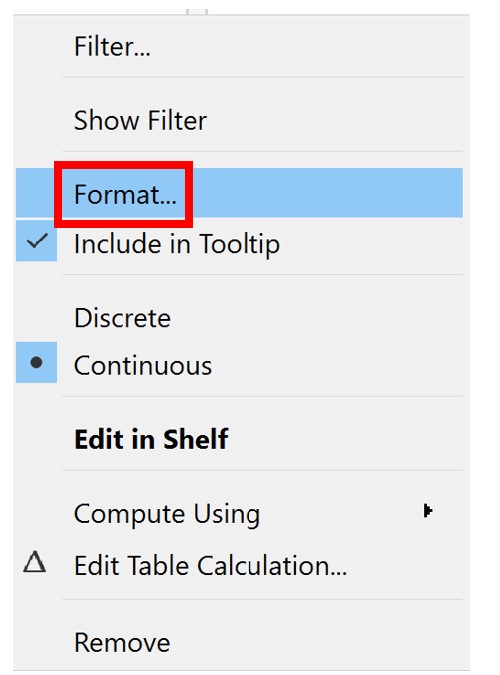 Filter...
Show Filter
Format...
Include in Tooltip
Discrete
Continuous
Edit in Shelf
Compute Using
Edit Table Calculation...
Remove